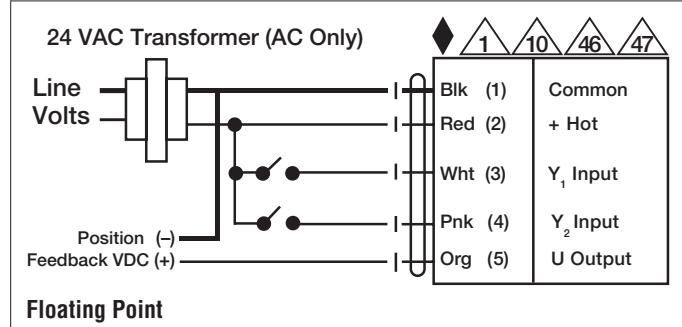 24 VAC Transformer (AC Only)
1 10 46 47
Line
Volts
Blk (1) Common
Red (2) + Hot
Wht (3) Y1 Input
Pnk (4) Y2 Input
Position (–)
Feedback VDC (+)
Org (5) U Output
Floating Point